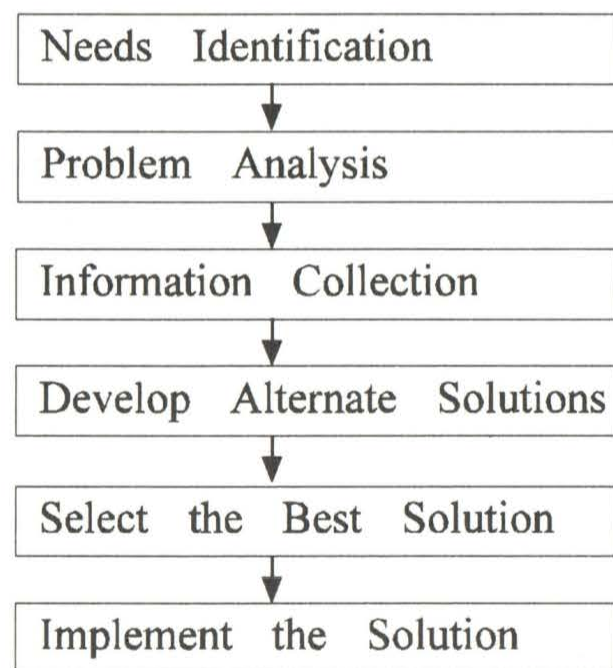 Needs Identification
Problem Analysis
Information Collection
Develop Alternate Solutions
Select the Best Solution
Implement the Solution